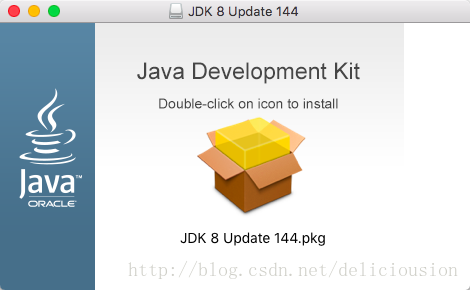 JDK 8 Update 144
Java Development Kit
Double-click on icon to install
Java™
ORACLE
JDK 8 Update 144.pkg
http://blog.csdn.net/deliciousion